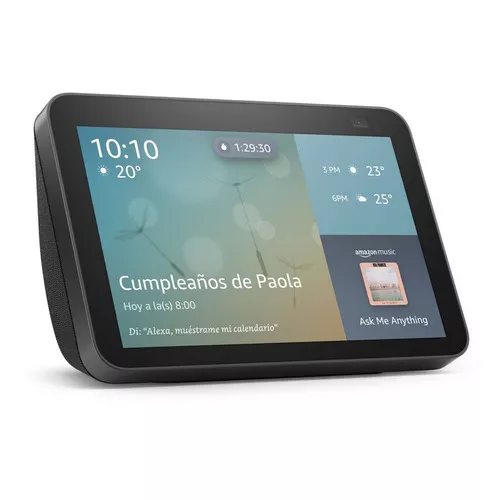 10:10
1:29:30
20°
3 PM 23°
6PM 25°
Cumpleaños de Paola
Hoy a la(s) 8:00
Di: "Alexa, muéstrame mi calendario"
amazon music
Ask Me Anything